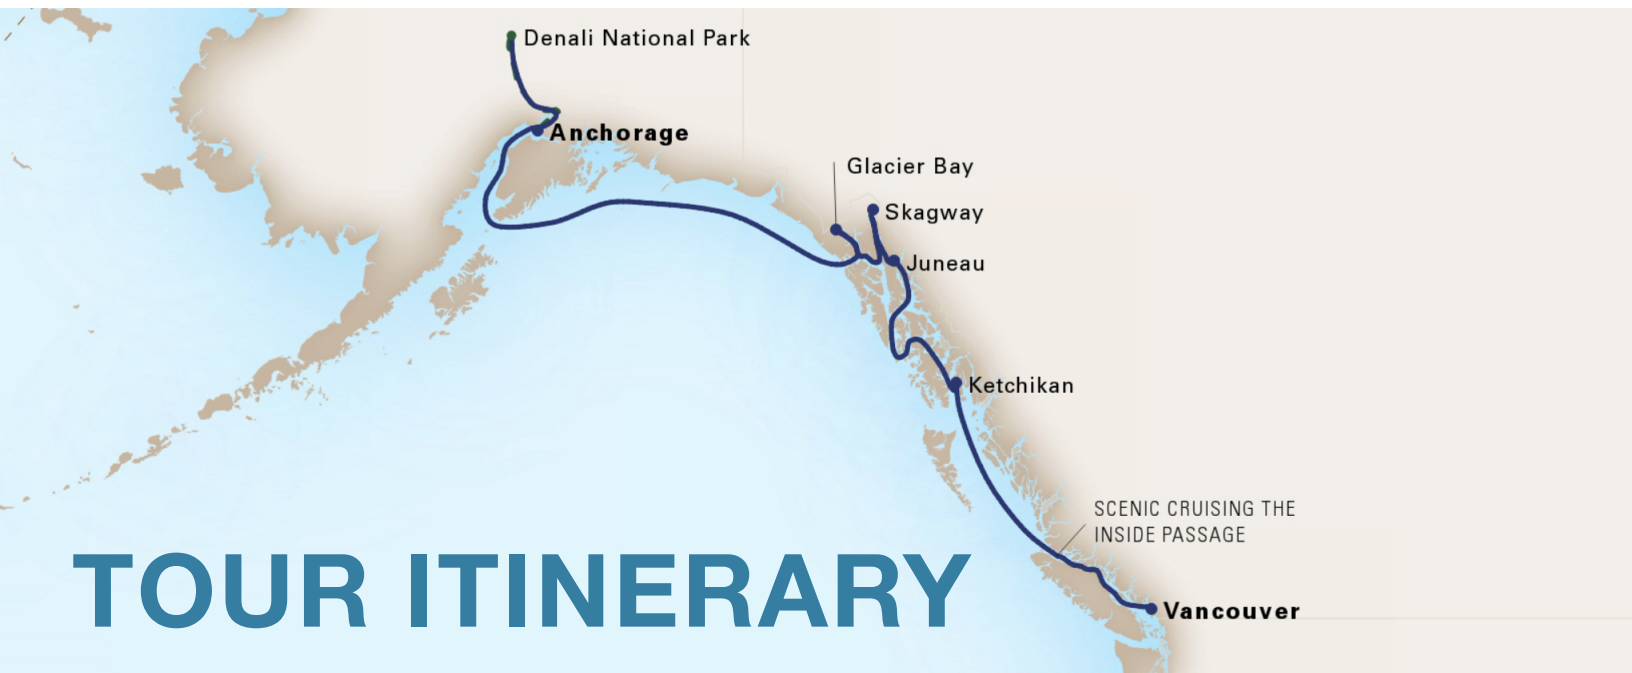 Denali National Park
Anchorage
Glacier Bay
Skagway
Juneau
Ketchikan
SCENIC CRUISING THE
INSIDE PASSAGE
TOUR ITINERARY
Vancouver